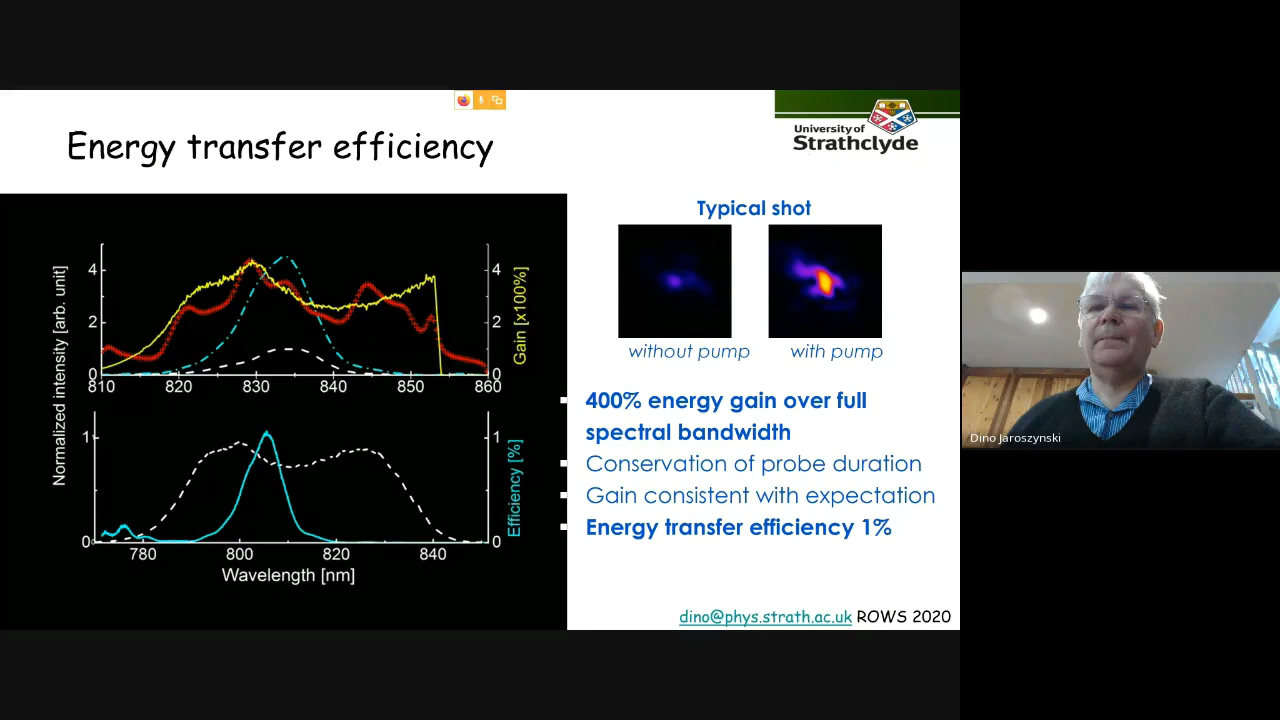 Energy transfer efficiency
University of
Strathclyde
Normalized intensity [arb. unit]
4
2
0
4
2
0
Gain [x100%]
810 820 830 840 850 860
1
0
1
0
Efficiency [%]
780 800 820 840
Wavelength [nm]
Typical shot
without pump with pump
400% energy gain over full
spectral bandwidth
Conservation of probe duration
Gain consistent with expectation
Energy transfer efficiency 1%
dino@phys.strath.ac.uk ROWS 2020
Dino Jaroszynski